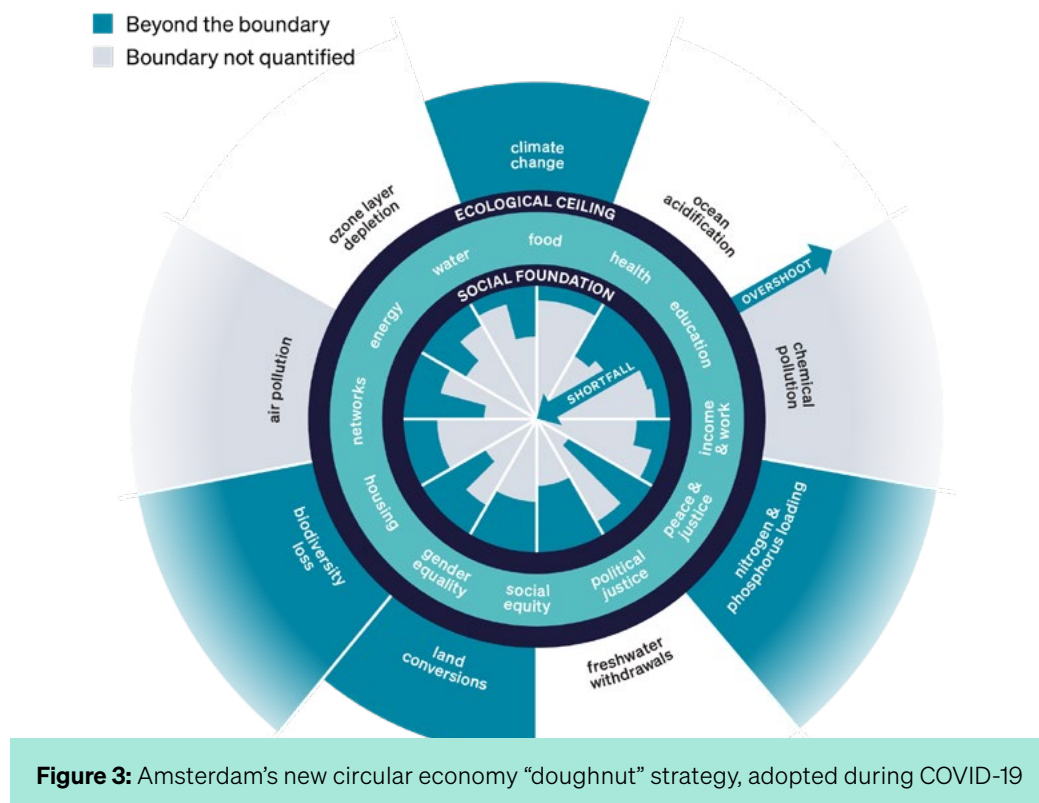 Beyond the boundary
Boundary not quantified
climate
change
ozone layer
depletion
ocean
acidification
ECOLOGICAL CEILING
OVERSHOOT
water
food
health
energy
education
SOCIAL FOUNDATION
SHORTFALL
air pollution
chemical
pollution
networks
income
& work
housing
peace &
justice
gender
equality
social
equity
political
justice
biodiversity
loss
nitrogen &
phosphorus loading
land
conversions
freshwater
withdrawals
Figure 3: Amsterdam's new circular economy “doughnut” strategy, adopted during COVID-19